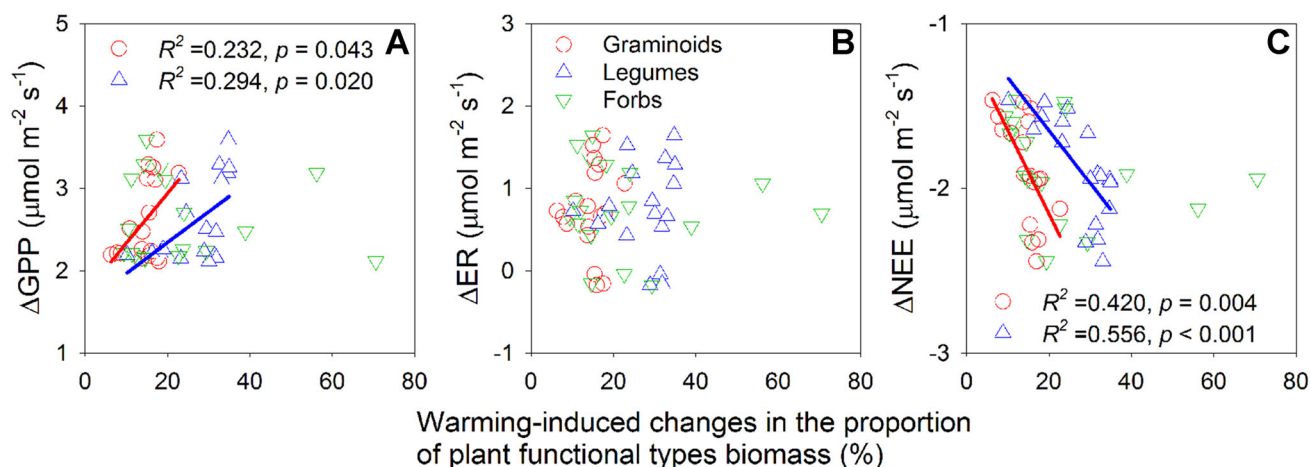 A
R² =0.232, p = 0.043
R² =0.294, p = 0.020
ΔGPP (μmol m⁻² s⁻¹)
5
4
3
2
1
0 20 40 60 80
B
Graminoids
Legumes
Forbs
ΔER (μmol m⁻² s⁻¹)
3
2
1
0
-1
0 20 40 60 80
C
ΔNEE (μmol m⁻² s⁻¹)
-1
-2
-3
R² =0.420, p = 0.004
R² =0.556, p < 0.001
0 20 40 60 80
Warming-induced changes in the proportion
of plant functional types biomass (%)